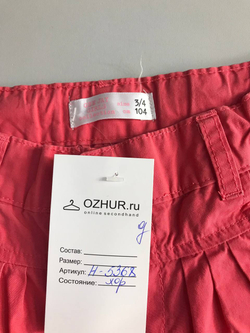 3/4
104
OZHUR.ru
online secondhand
g
Состав:
Размер:
Артикул: Н-5368
Состояние: хор